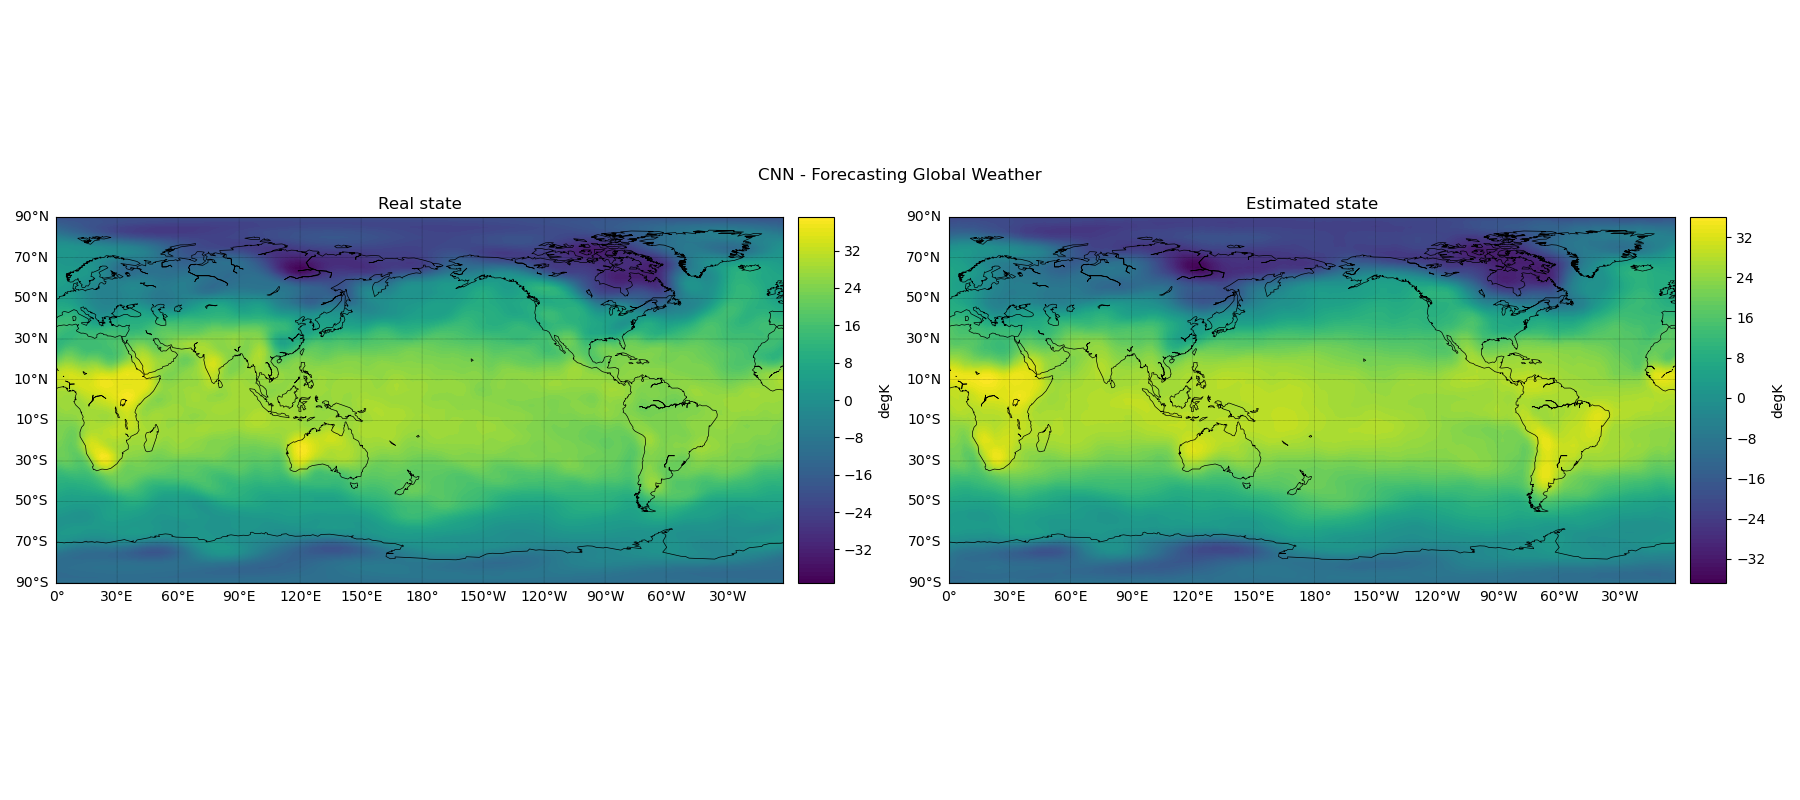 CNN - Forecasting Global Weather
Real state
90°N
70°N
50°N
30°N
10°N
10°S
30°S
50°S
70°S
90°S
0°
30°E
60°E
90°E
120°E
150°E
180°
150°W
120°W
90°W
60°W
30°W
32
24
16
8
0
−8
−16
−24
−32
degK
Estimated state
90°N
70°N
50°N
30°N
10°N
10°S
30°S
50°S
70°S
90°S
0°
30°E
60°E
90°E
120°E
150°E
180°
150°W
120°W
90°W
60°W
30°W
32
24
16
8
0
−8
−16
−24
−32
degK